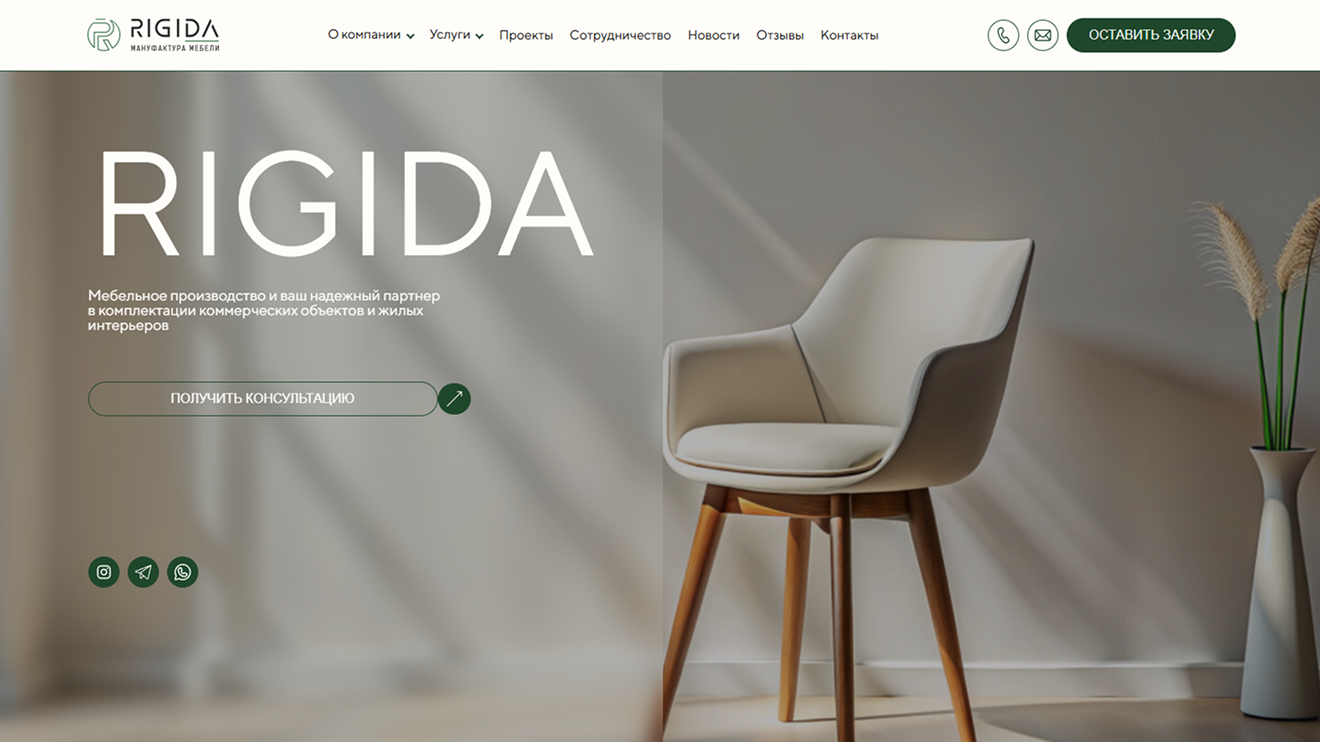 RIGIDA
МАНУФАКТУРА МЕБЕЛИ
О компании Услуги Проекты Сотрудничество Новости Отзывы Контакты
ОСТАВИТЬ ЗАЯВКУ
RIGIDA
Мебельное производство и ваш надежный партнер
в комплектации коммерческих объектов и жилых
интерьеров
ПОЛУЧИТЬ КОНСУЛЬТАЦИЮ